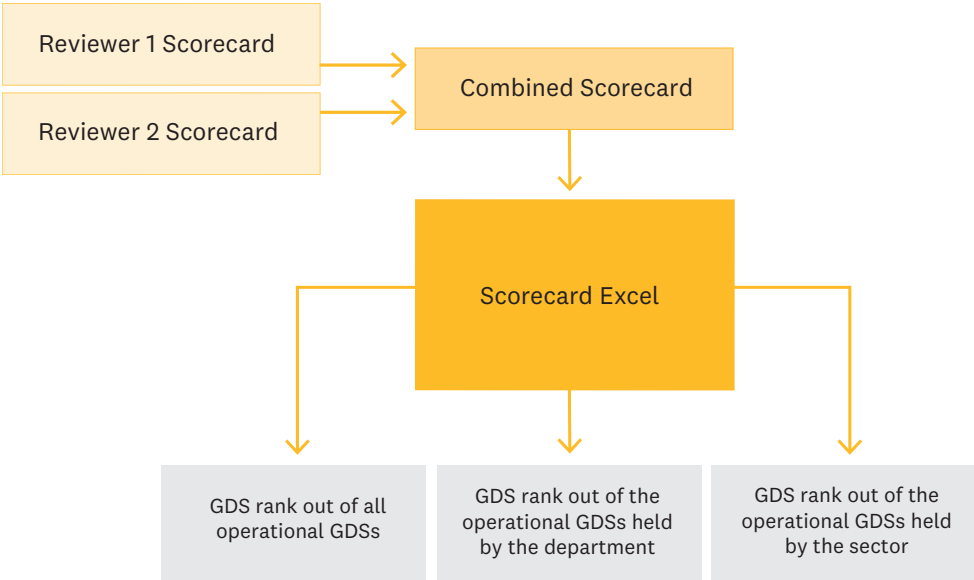 Reviewer 1 Scorecard
Reviewer 2 Scorecard
Combined Scorecard
Scorecard Excel
GDS rank out of all
operational GDSs
GDS rank out of the
operational GDSs held
by the department
GDS rank out of the
operational GDSs held
by the sector